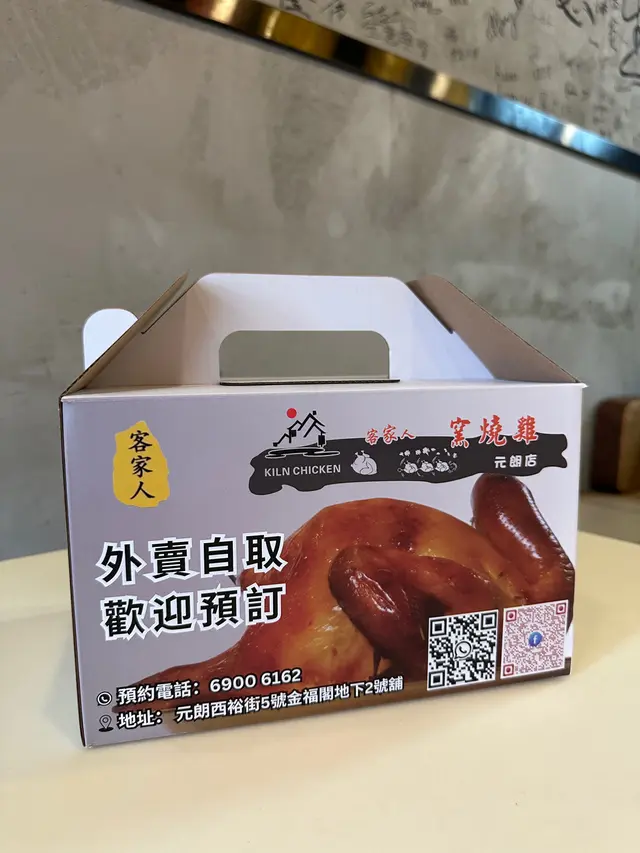 客家人
KILN CHICKEN
客家人 窯燒雞
元朗店
外賣自取
歡迎預訂
預約電話：6900 6162
地址： 元朗西裕街5號金福閣地下2號舖